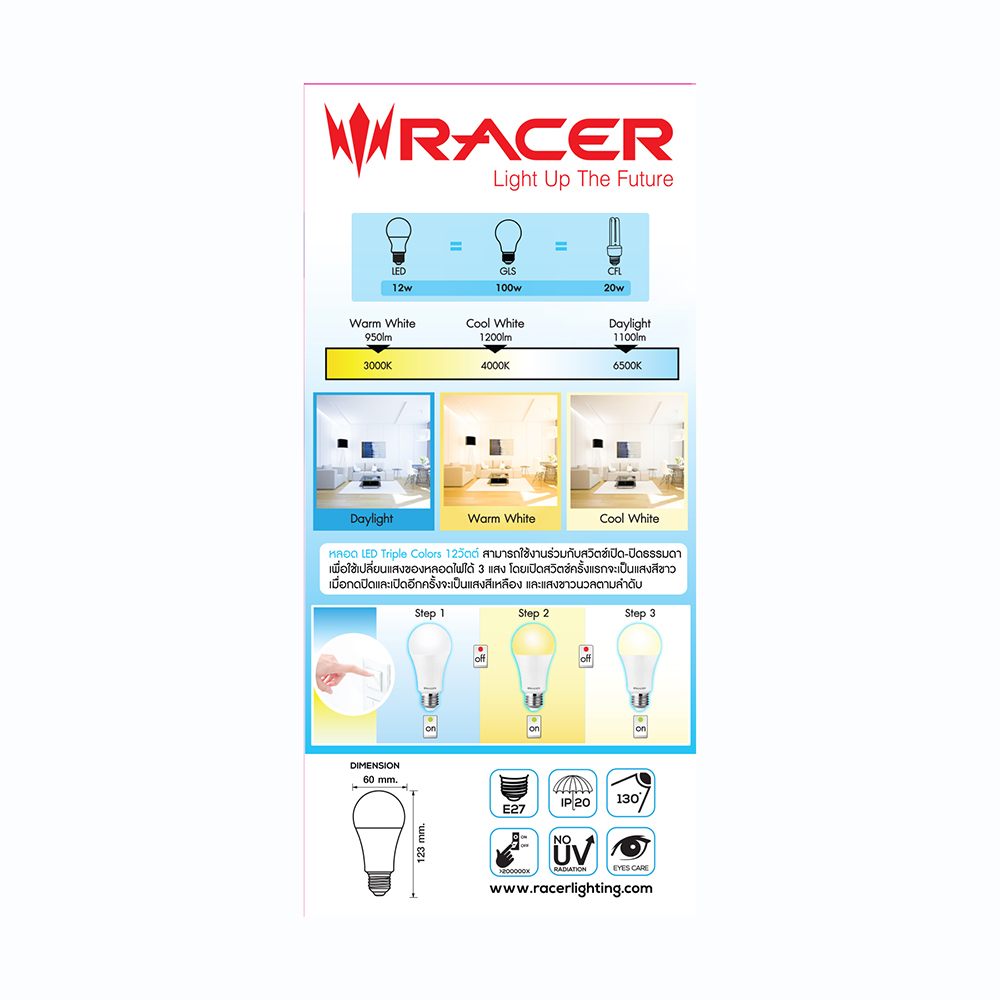 RACER
Light Up The Future
LED = GLS = CFL
12w 100w 20w
Warm White Cool White Daylight
950lm 1200lm 1100lm
3000K 4000K 6500K
Daylight Warm White Cool White
หลอด LED Triple Colors 12วัตต์ สามารถใช้งานร่วมกับสวิตช์เปิด-ปิดธรรมดา
เพื่อใช้เปลี่ยนแสงของหลอดไฟได้ 3 แสง โดยเปิดสวิตช์ครั้งแรกจะเป็นแสงสีขาว
เมื่อกดปิดและเปิดอีกครั้งจะเป็นแสงสีเหลือง และแสงขาวนวลตามลำดับ
Step 1 Step 2 Step 3
off off
on on on
DIMENSION
60 mm.
123 mm.
E27 IP 20 130°
ON
OFF
>200000X
NO
UV
RADIATION
EYES CARE
www.racerlighting.com